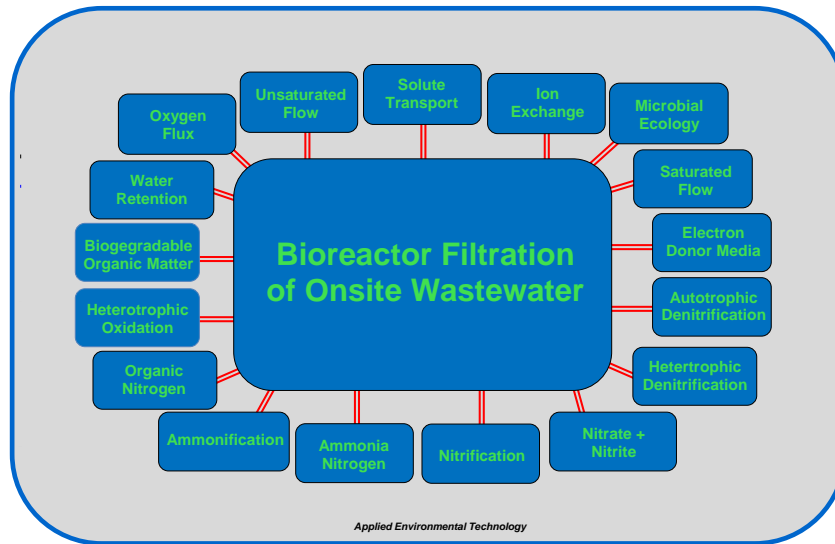 Solute
Transport
Ion
Exchange
Unsaturated
Flow
Microbial
Ecology
Oxygen
Flux
Saturated
Flow
Water
Retention
Electron
Donor Media
Biogegradable
Organic Matter
Bioreactor Filtration
of Onsite Wastewater
Autotrophic
Denitrification
Heterotrophic
Oxidation
Hetertrophic
Denitrification
Organic
Nitrogen
Ammonification
Ammonia
Nitrogen
Nitrification
Nitrate +
Nitrite
Applied Environmental Technology